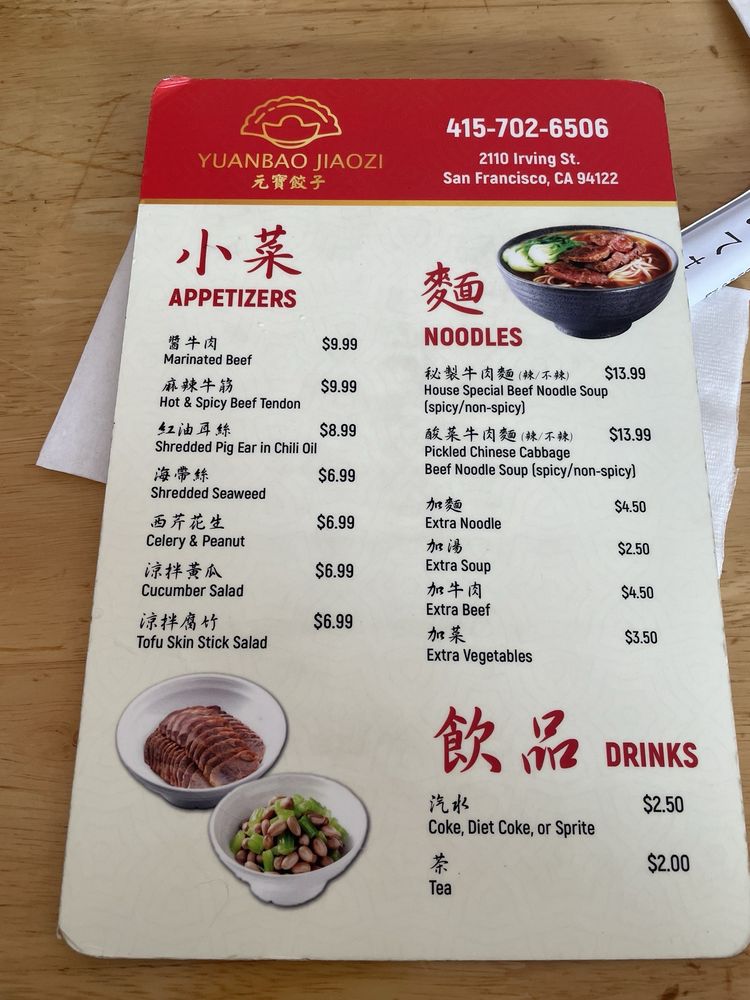 YUANBAO JIAOZI
元寶餃子
415-702-6506
2110 Irving St.
San Francisco, CA 94122
小菜
APPETIZERS
醬牛肉 $9.99
Marinated Beef
麻辣牛筋 $9.99
Hot & Spicy Beef Tendon
紅油耳絲 $8.99
Shredded Pig Ear in Chili Oil
海帶絲 $6.99
Shredded Seaweed
西芹花生 $6.99
Celery & Peanut
涼拌黃瓜 $6.99
Cucumber Salad
涼拌腐竹 $6.99
Tofu Skin Stick Salad
麵
NOODLES
秘製牛肉麵 (辣/不辣) $13.99
House Special Beef Noodle Soup
(spicy/non-spicy)
酸菜牛肉麵 (辣/不辣) $13.99
Pickled Chinese Cabbage
Beef Noodle Soup (spicy/non-spicy)
加麵 $4.50
Extra Noodle
加湯 $2.50
Extra Soup
加牛肉 $4.50
Extra Beef
加菜 $3.50
Extra Vegetables
飲品 DRINKS
汽水 $2.50
Coke, Diet Coke, or Sprite
茶 $2.00
Tea